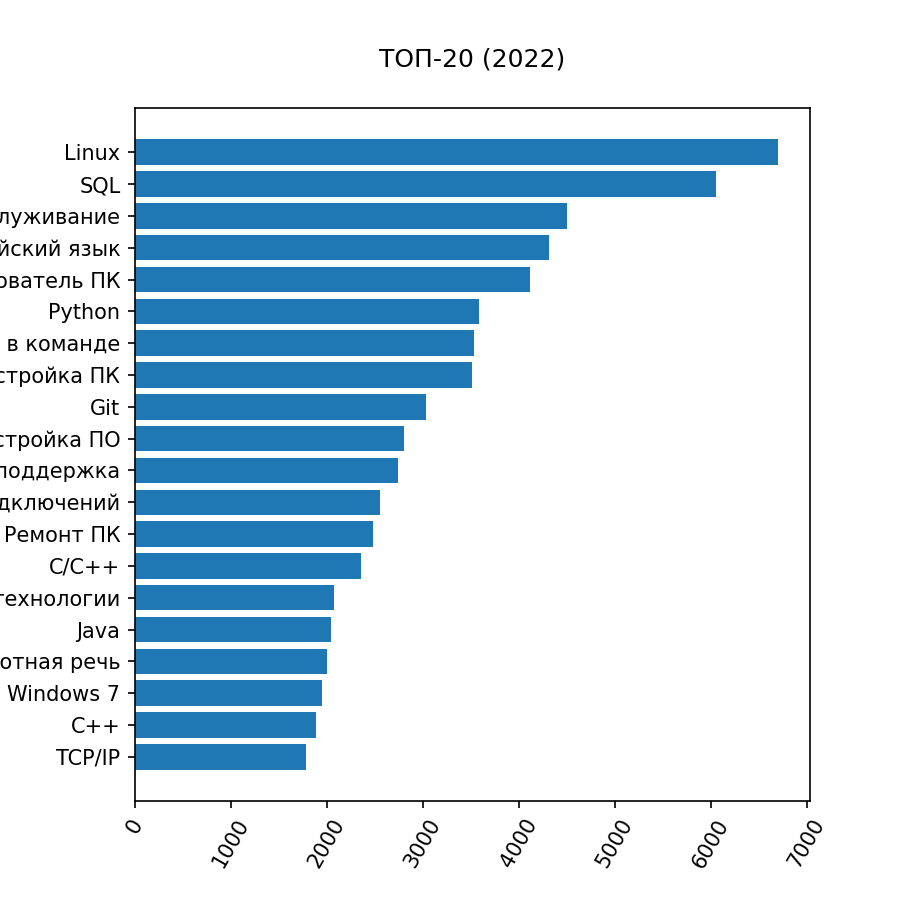 ТОП-20 (2022)
Linux
SQL
луживание
йский язык
ователь ПК
Python
в команде
стройка ПК
Git
стройка ПО
поддержка
дключений
Ремонт ПК
C/C++
технологии
Java
отная речь
Windows 7
C++
TCP/IP
0 1000 2000 3000 4000 5000 6000 7000